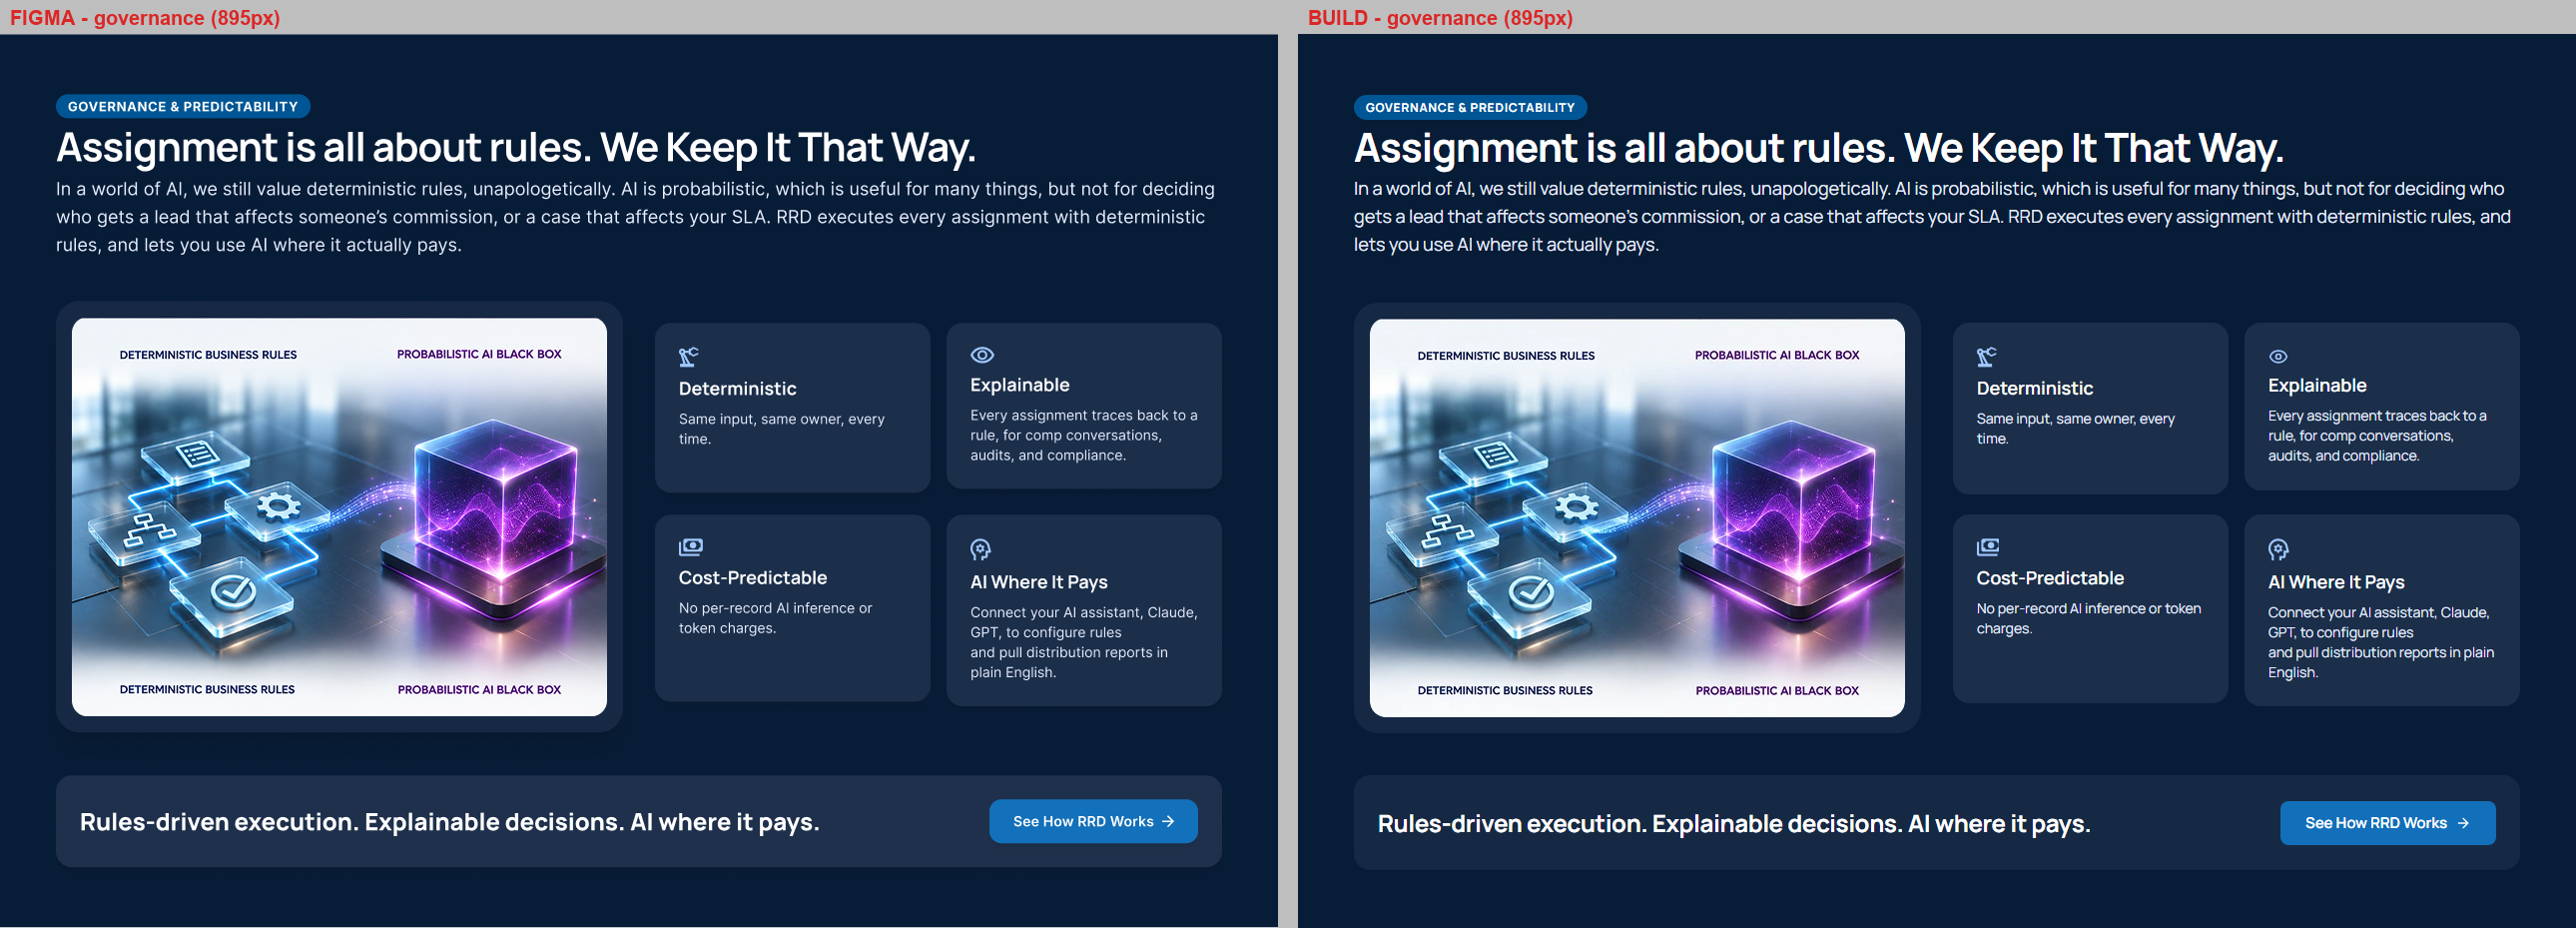 FIGMA - governance (895px)
GOVERNANCE & PREDICTABILITY
Assignment is all about rules. We Keep It That Way.
In a world of AI, we still value deterministic rules, unapologetically. AI is probabilistic, which is useful for many things, but not for deciding
who gets a lead that affects someone's commission, or a case that affects your SLA. RRD executes every assignment with deterministic
rules, and lets you use AI where it actually pays.
DETERMINISTIC BUSINESS RULES
PROBABILISTIC AI BLACK BOX
DETERMINISTIC BUSINESS RULES
PROBABILISTIC AI BLACK BOX
Deterministic
Same input, same owner, every
time.
Explainable
Every assignment traces back to a
rule, for comp conversations,
audits, and compliance.
Cost-Predictable
No per-record AI inference or
token charges.
AI Where It Pays
Connect your AI assistant, Claude,
GPT, to configure rules
and pull distribution reports in
plain English.
Rules-driven execution. Explainable decisions. AI where it pays.
See How RRD Works →
BUILD - governance (895px)
GOVERNANCE & PREDICTABILITY
Assignment is all about rules. We Keep It That Way.
In a world of AI, we still value deterministic rules, unapologetically. AI is probabilistic, which is useful for many things, but not for deciding who
gets a lead that affects someone's commission, or a case that affects your SLA. RRD executes every assignment with deterministic rules, and
lets you use AI where it actually pays.
DETERMINISTIC BUSINESS RULES
PROBABILISTIC AI BLACK BOX
DETERMINISTIC BUSINESS RULES
PROBABILISTIC AI BLACK BOX
Deterministic
Same input, same owner, every
time.
Explainable
Every assignment traces back to a
rule, for comp conversations,
audits, and compliance.
Cost-Predictable
No per-record AI inference or token
charges.
AI Where It Pays
Connect your AI assistant, Claude,
GPT, to configure rules
and pull distribution reports in plain
English.
Rules-driven execution. Explainable decisions. AI where it pays.
See How RRD Works →